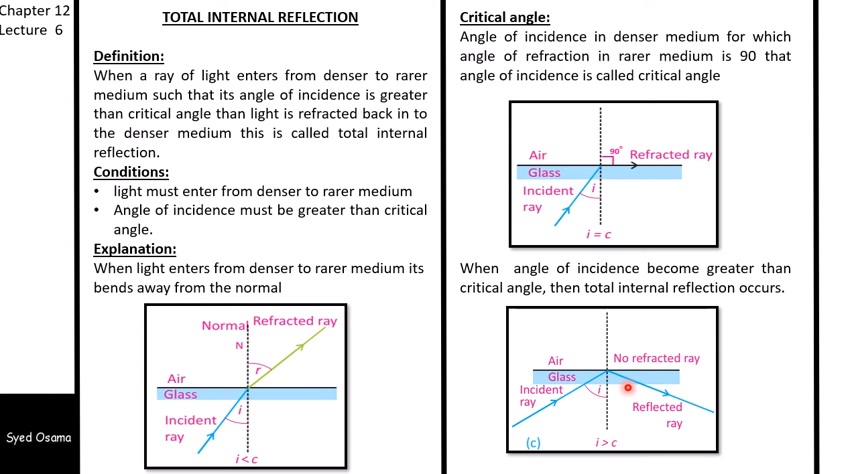 Chapter 12
Lecture 6
TOTAL INTERNAL REFLECTION
Definition:
When a ray of light enters from denser to rarer
medium such that its angle of incidence is greater
than critical angle than light is refracted back in to
the denser medium this is called total internal
reflection.
Conditions:
• light must enter from denser to rarer medium
• Angle of incidence must be greater than critical
angle.
Explanation:
When light enters from denser to rarer medium its
bends away from the normal
Normal
Refracted ray
N
r
Air
Glass
i
Incident
ray
i<c
Critical angle:
Angle of incidence in denser medium for which
angle of refraction in rarer medium is 90 that
angle of incidence is called critical angle
90°
Air
Refracted ray
Glass
Incident
ray
i
i = c
When angle of incidence become greater than
critical angle, then total internal reflection occurs.
Air
No refracted ray
Glass
Incident
ray
i
Reflected
ray
(c)
i > c
Syed Osama